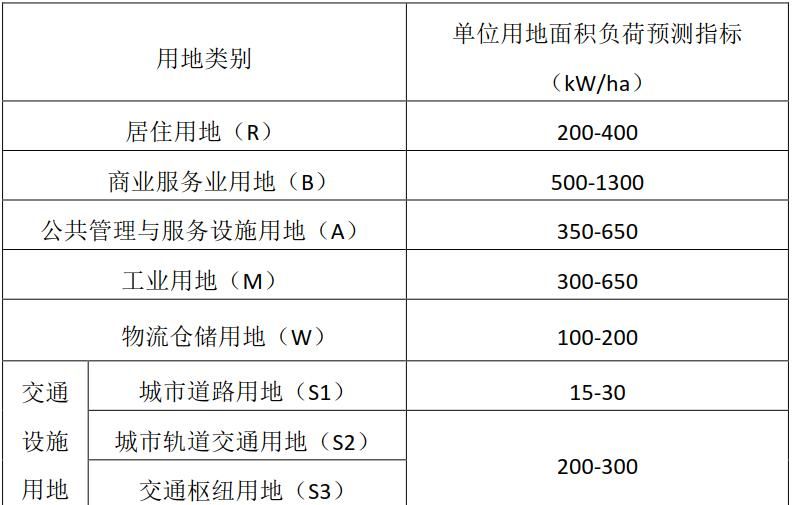 用地类别
单位用地面积负荷预测指标
（kW/ha）
居住用地（R）
200-400
商业服务业用地（B）
500-1300
公共管理与服务设施用地（A）
350-650
工业用地（M）
300-650
物流仓储用地（W）
100-200
交通
设施
用地
城市道路用地（S1）
15-30
城市轨道交通用地（S2）
200-300
交通枢纽用地（S3）